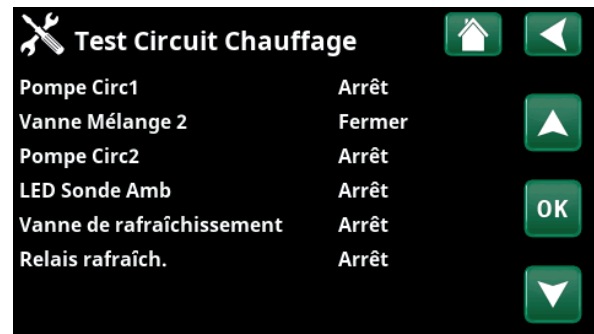 Test Circuit Chauffage
Pompe Circ1 Arrêt
Vanne Mélange 2 Fermer
Pompe Circ2 Arrêt
LED Sonde Amb Arrêt
OK
Vanne de rafraîchissement Arrêt
Relais rafraîch. Arrêt